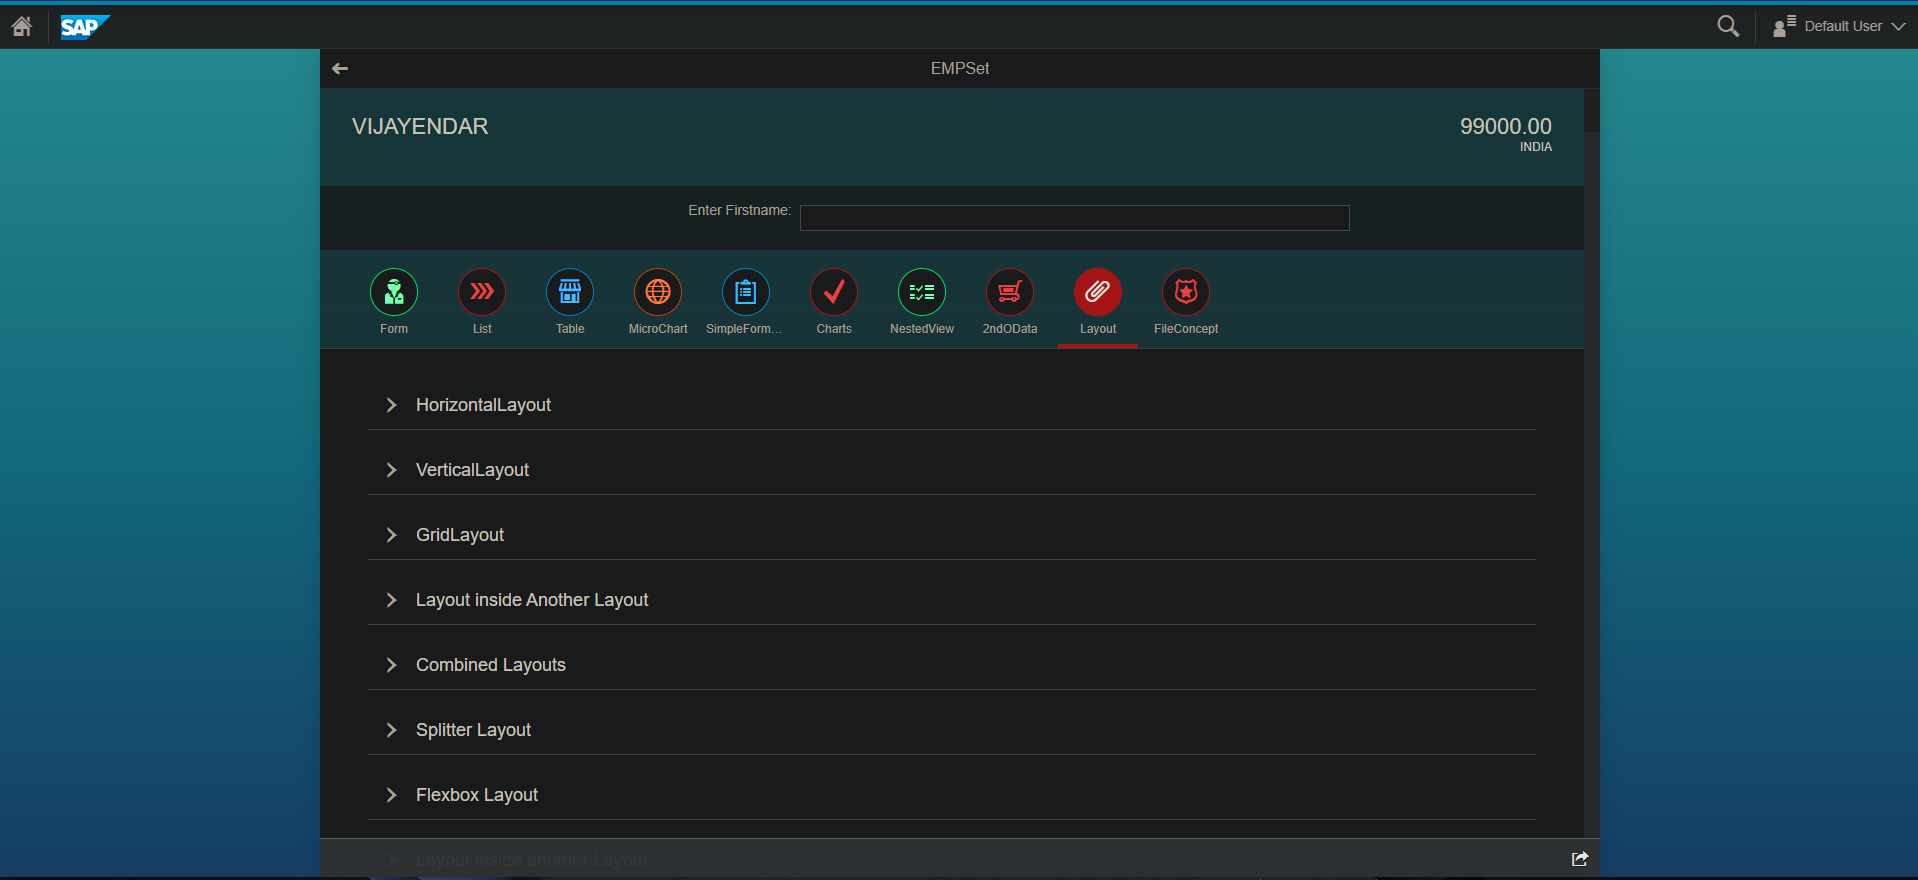 SAP
Default User
EMPSet
VIJAYENDAR
99000.00
INDIA
Enter Firstname:
Form
List
Table
MicroChart
SimpleForm...
Charts
NestedView
2ndOData
Layout
FileConcept
HorizontalLayout
VerticalLayout
GridLayout
Layout inside Another Layout
Combined Layouts
Splitter Layout
Flexbox Layout
Layout inside another Layout